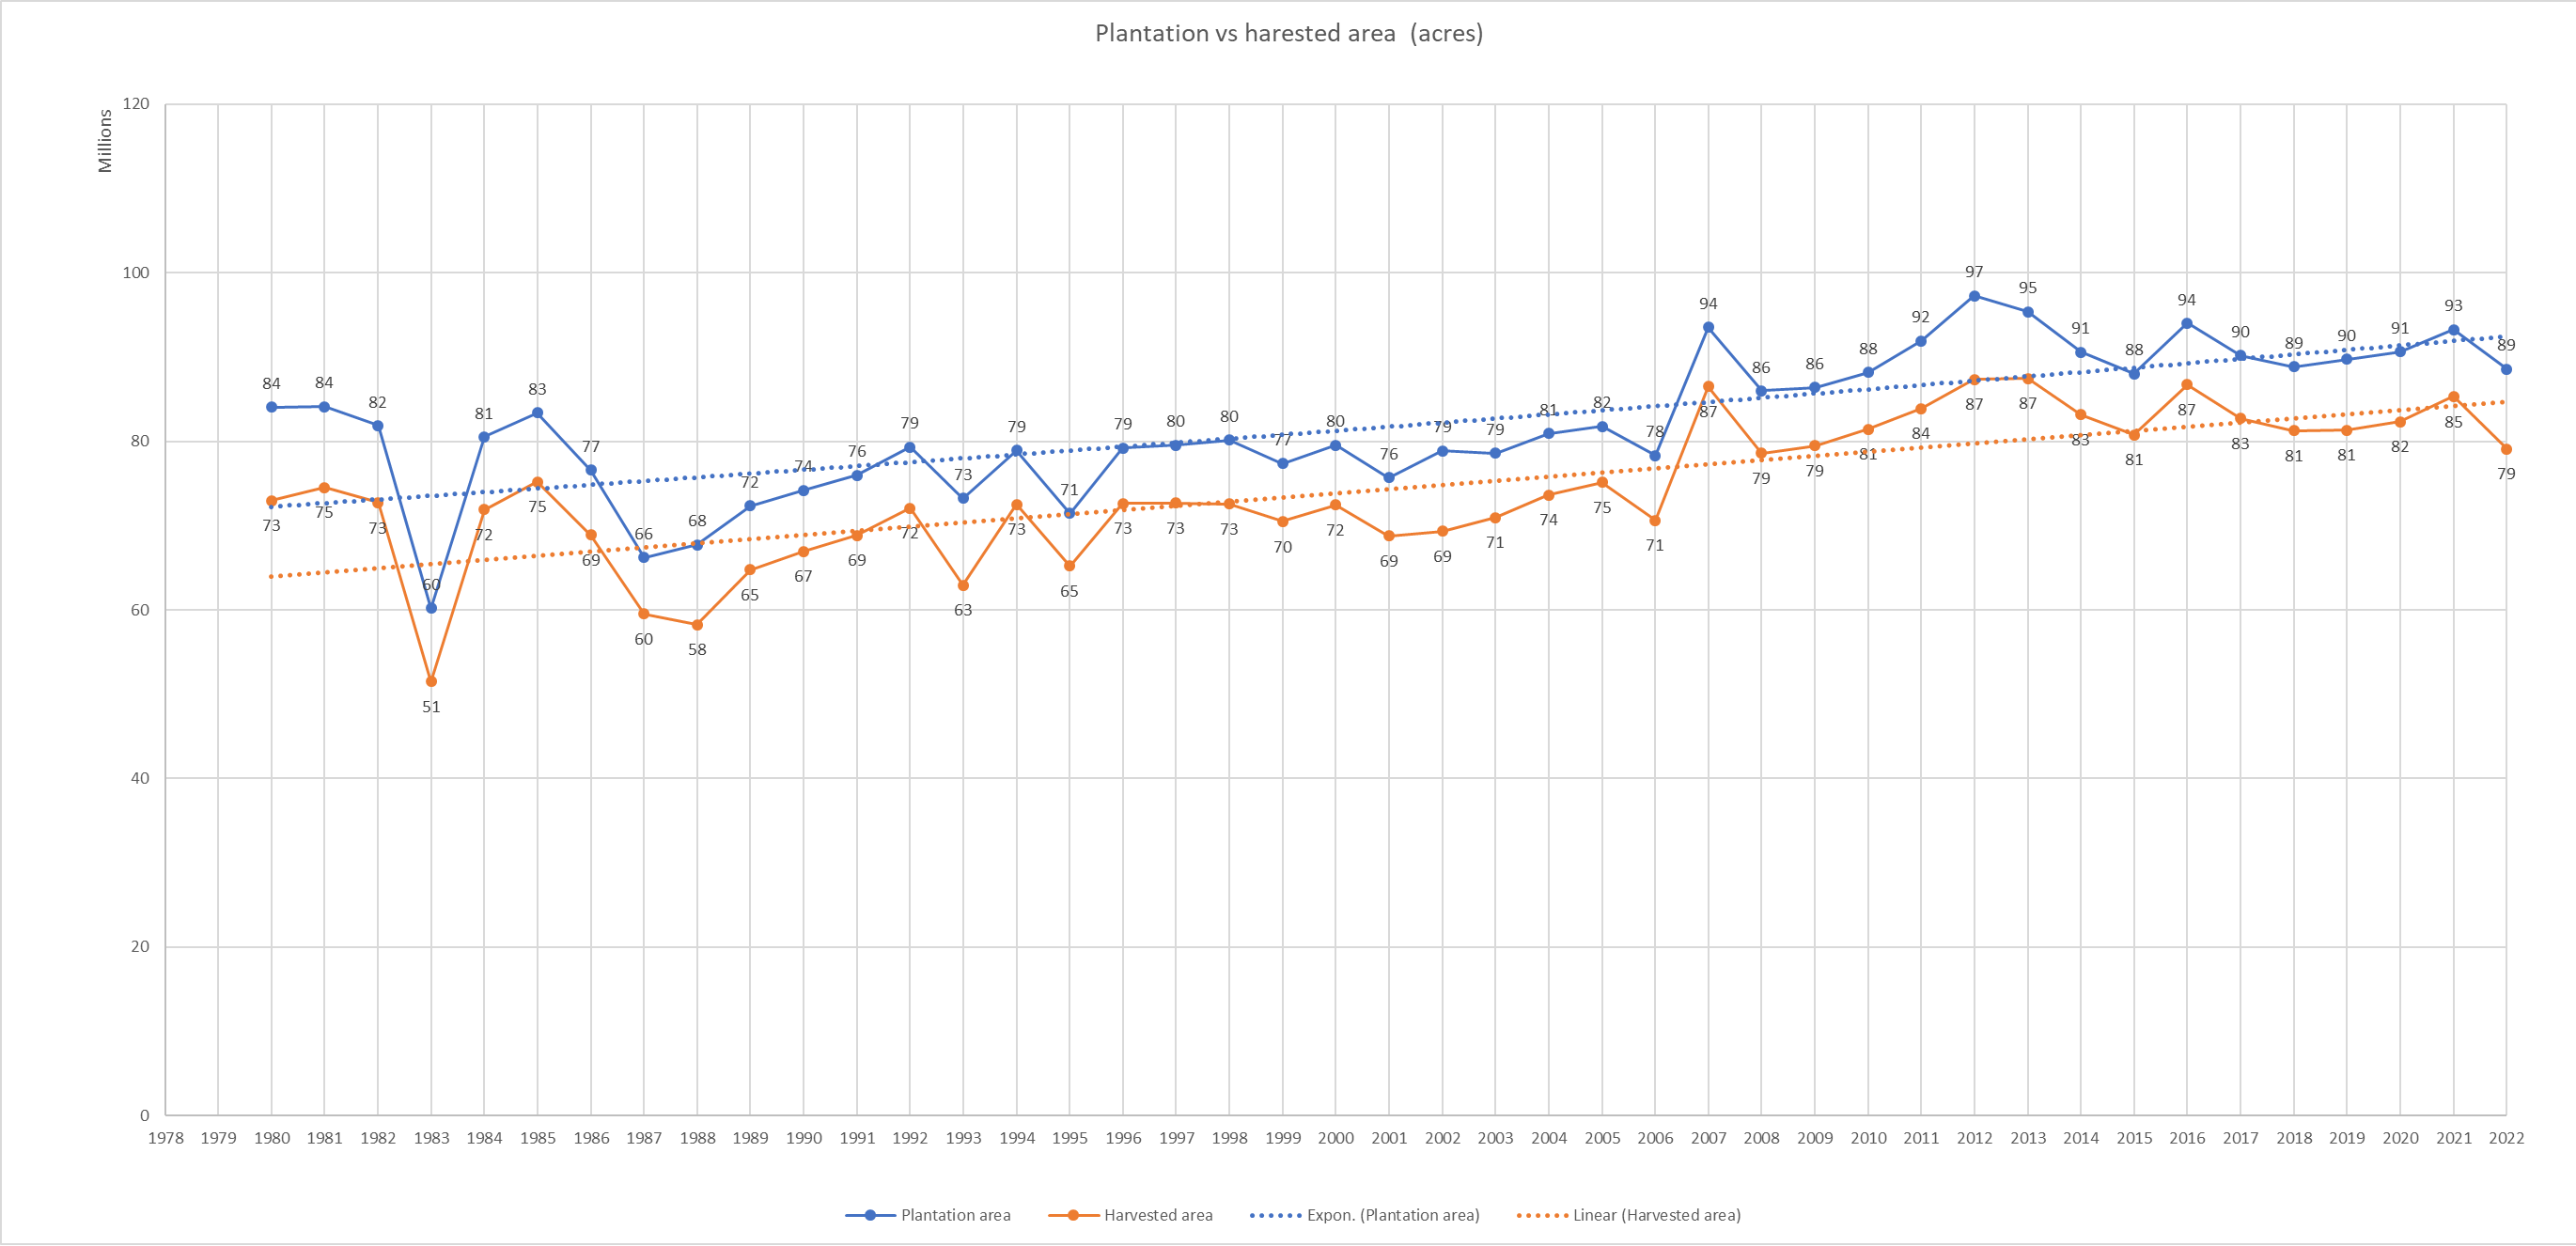 Plantation vs harested area  (acres)
Millions
120
100
80
60
40
20
0
84 84 82 60 81 83 77 66 68 72 74 76 79 73 79 71 79 80 80 77 80 76 79 79 81 82 78 94 86 86 88 92 97 95 91 88 94 90 89 90 91 93 89
73 75 73 51 72 75 69 60 58 65 67 69 72 63 73 65 73 73 73 70 72 69 69 71 74 75 71 87 79 79 81 84 87 87 83 81 87 83 81 81 82 85 79
1978 1979 1980 1981 1982 1983 1984 1985 1986 1987 1988 1989 1990 1991 1992 1993 1994 1995 1996 1997 1998 1999 2000 2001 2002 2003 2004 2005 2006 2007 2008 2009 2010 2011 2012 2013 2014 2015 2016 2017 2018 2019 2020 2021 2022
Plantation area Harvested area Expon. (Plantation area) Linear (Harvested area)